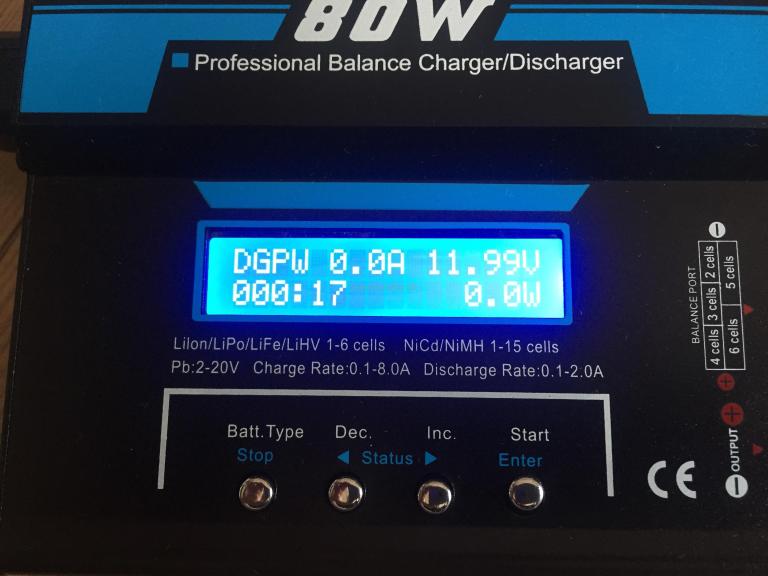 80W
Professional Balance Charger/Discharger
DGPW 0.0A 11.99V
000:17 0.0W
LiIon/LiPo/LiFe/LiHV 1-6 cells NiCd/NiMH 1-15 cells
Pb:2-20V Charge Rate:0.1-8.0A Discharge Rate:0.1-2.0A
Batt.Type Dec. Inc. Start
Stop ◄ Status ► Enter
BALANCE PORT
2 cells
3 cells
4 cells
5 cells
6 cells
OUTPUT
CE